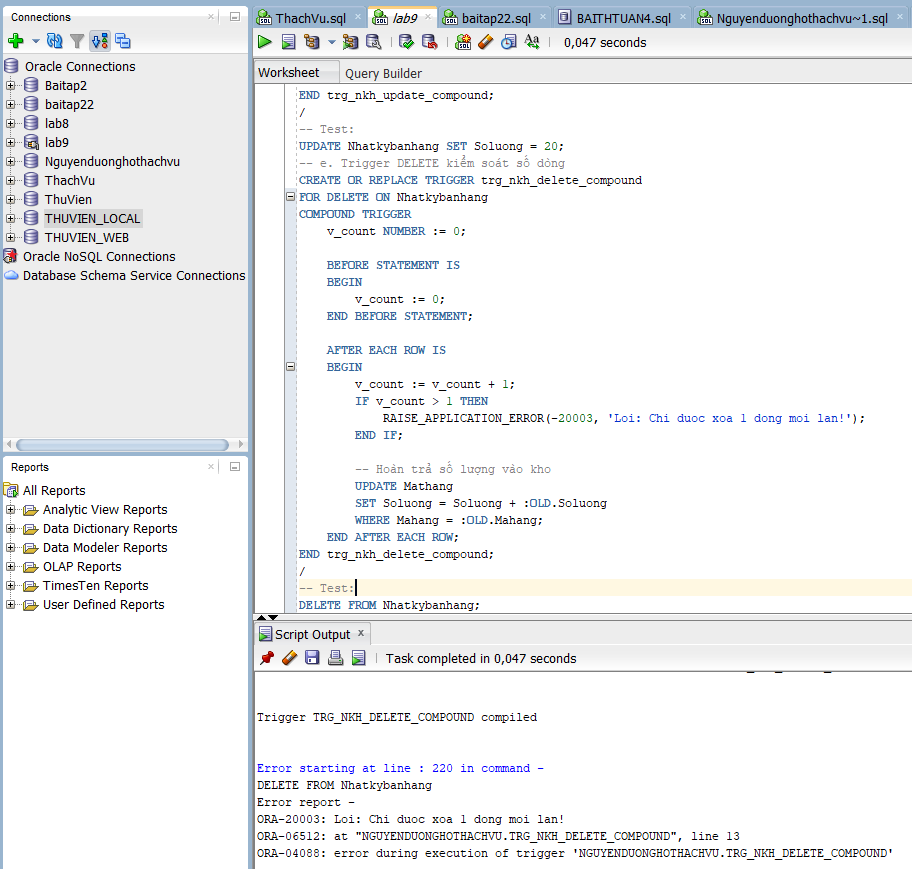 Connections
Oracle Connections
Baitap2
baitap22
lab8
lab9
Nguyenduonghothachvu
ThachVu
ThuVien
THUVIEN_LOCAL
THUVIEN_WEB
Oracle NoSQL Connections
Database Schema Service Connections
Reports
All Reports
Analytic View Reports
Data Dictionary Reports
Data Modeler Reports
OLAP Reports
TimesTen Reports
User Defined Reports
ThachVu.sql
lab9
baitap22.sql
BAITHTUAN4.sql
Nguyenduonghothachvu~1.sql
0,047 seconds
Worksheet
Query Builder
END trg_nkh_update_compound;
/
-- Test:
UPDATE Nhatkybanhang SET Soluong = 20;
-- e. Trigger DELETE kiểm soát số dòng
CREATE OR REPLACE TRIGGER trg_nkh_delete_compound
FOR DELETE ON Nhatkybanhang
COMPOUND TRIGGER
v_count NUMBER := 0;
BEFORE STATEMENT IS
BEGIN
v_count := 0;
END BEFORE STATEMENT;
AFTER EACH ROW IS
BEGIN
v_count := v_count + 1;
IF v_count > 1 THEN
RAISE_APPLICATION_ERROR(-20003, 'Loi: Chi duoc xoa 1 dong moi lan!');
END IF;
-- Hoàn trả số lượng vào kho
UPDATE Mathang
SET Soluong = Soluong + :OLD.Soluong
WHERE Mahang = :OLD.Mahang;
END AFTER EACH ROW;
END trg_nkh_delete_compound;
/
-- Test:
DELETE FROM Nhatkybanhang;
Script Output
Task completed in 0,047 seconds
Trigger TRG_NKH_DELETE_COMPOUND compiled
Error starting at line : 220 in command -
DELETE FROM Nhatkybanhang
Error report -
ORA-20003: Loi: Chi duoc xoa 1 dong moi lan!
ORA-06512: at "NGUYENDUONGHOTHACHVU.TRG_NKH_DELETE_COMPOUND", line 13
ORA-04088: error during execution of trigger 'NGUYENDUONGHOTHACHVU.TRG_NKH_DELETE_COMPOUND'